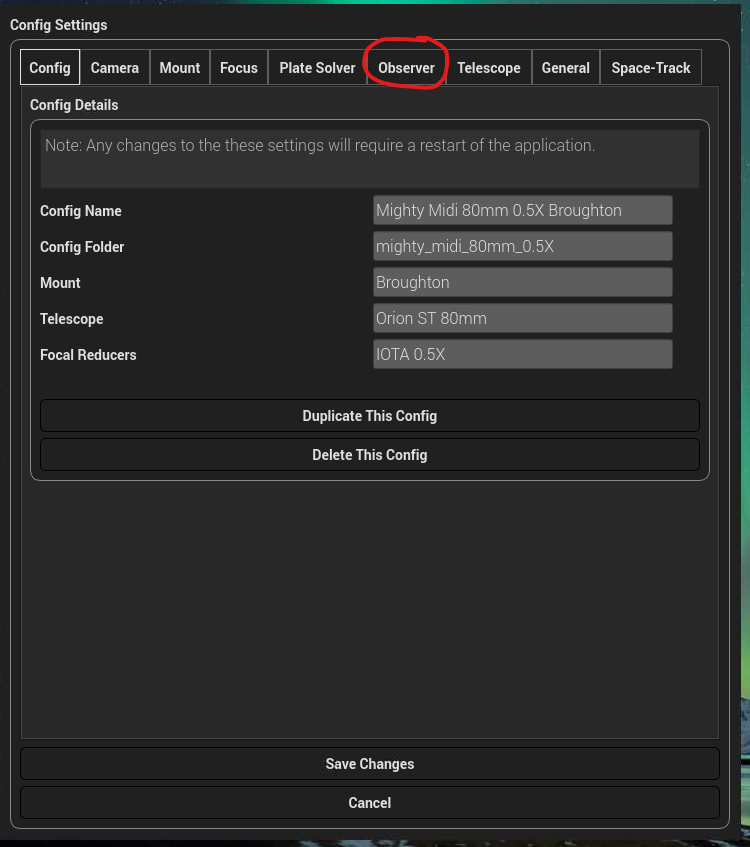 Config Settings
Config Camera Mount Focus Plate Solver Observer Telescope General Space-Track
Config Details
Note: Any changes to the these settings will require a restart of the application.
Config Name Mighty Midi 80mm 0.5X Broughton
Config Folder mighty_midi_80mm_0.5X
Mount Broughton
Telescope Orion ST 80mm
Focal Reducers IOTA 0.5X
Duplicate This Config
Delete This Config
Save Changes
Cancel